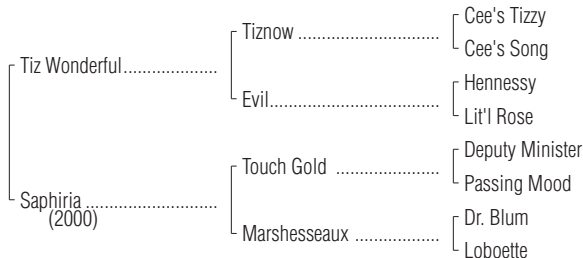 Cee's Tizzy
Tiznow ............................
Cee's Song
Tiz Wonderful...................
Hennessy
Evil..................................
Lit'l Rose
Deputy Minister
Touch Gold .....................
Passing Mood
Saphiria ..........................
(2000)
Dr. Blum
Marshesseaux .................
Loboette